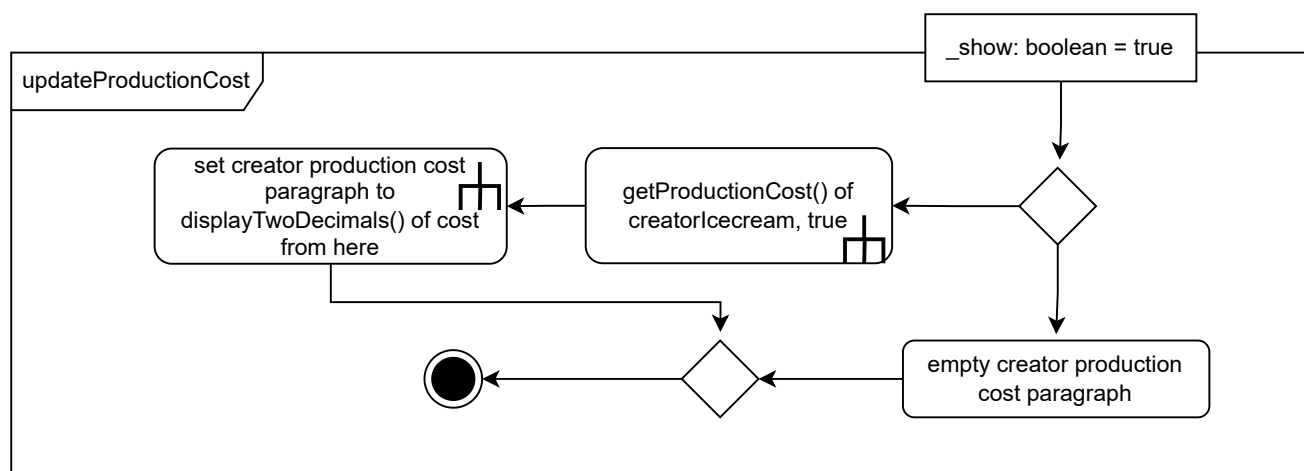 _show: boolean = true
updateProductionCost
set creator production cost
paragraph to
displayTwoDecimals() of cost
from here
getProductionCost() of
creatorIcecream, true
empty creator production
cost paragraph